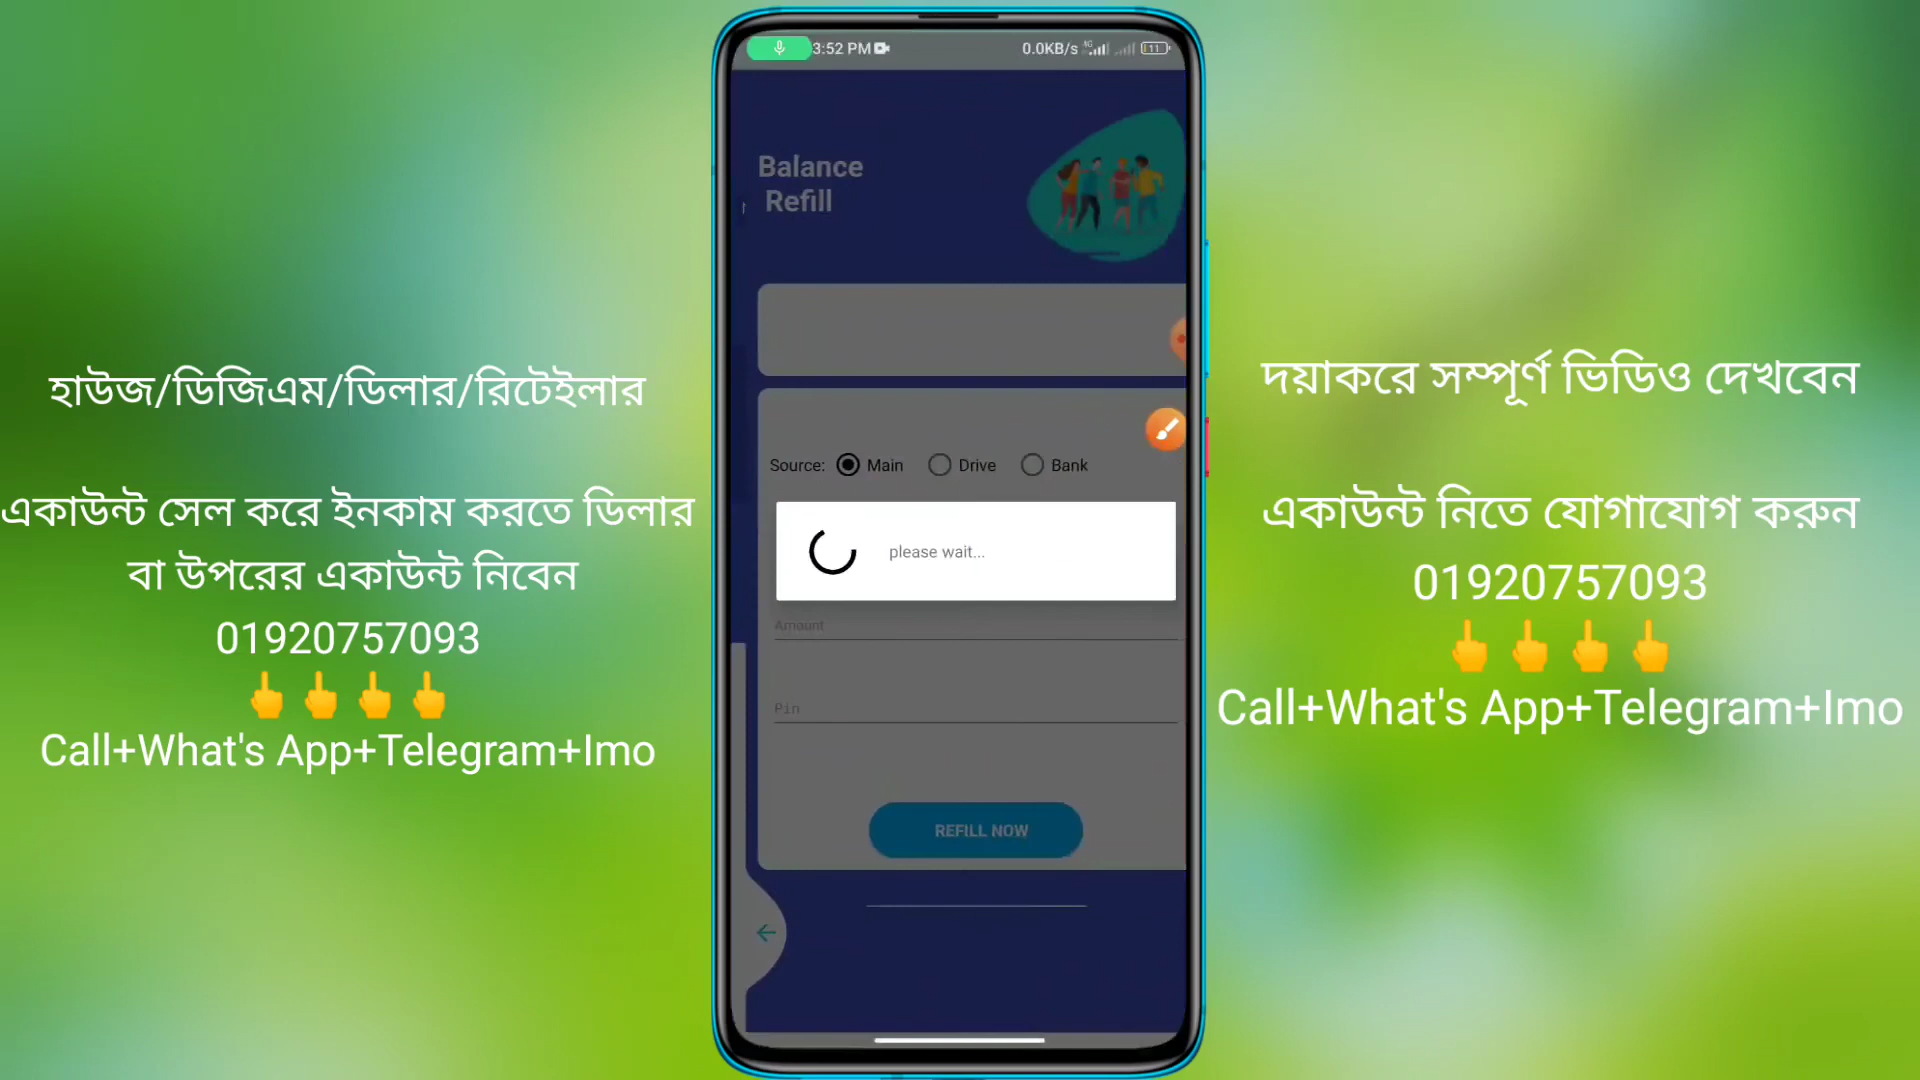 হাউজ/ডিজিএম/ডিলার/রিটেইলার
একাউন্ট সেল করে ইনকাম করতে ডিলার
বা উপরের একাউন্ট নিবেন
01920757093
👆👆👆👆
Call+What's App+Telegram+Imo
3:52 PM
0.0KB/s 4G 11
Balance
Refill
Source: Main Drive Bank
please wait...
Amount
Pin
REFILL NOW
দয়াকরে সম্পূর্ণ ভিডিও দেখবেন
একাউন্ট নিতে যোগাযোগ করুন
01920757093
👆👆👆👆
Call+What's App+Telegram+Imo